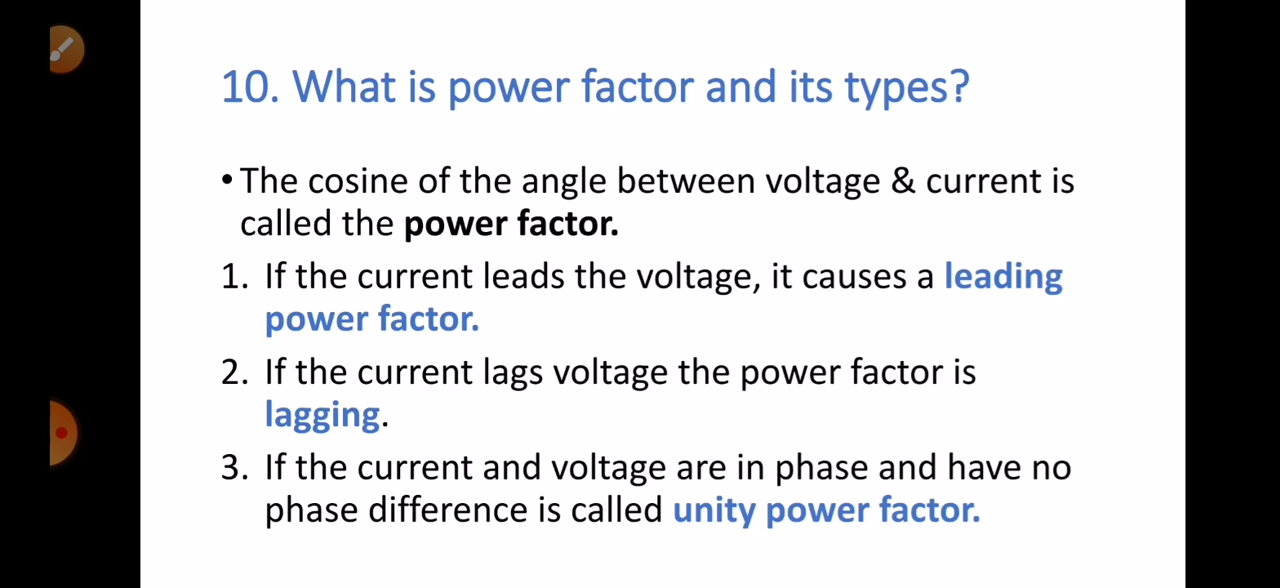 10. What is power factor and its types?
•The cosine of the angle between voltage & current is
called the power factor.
1. If the current leads the voltage, it causes a leading
power factor.
2. If the current lags voltage the power factor is
lagging.
3. If the current and voltage are in phase and have no
phase difference is called unity power factor.